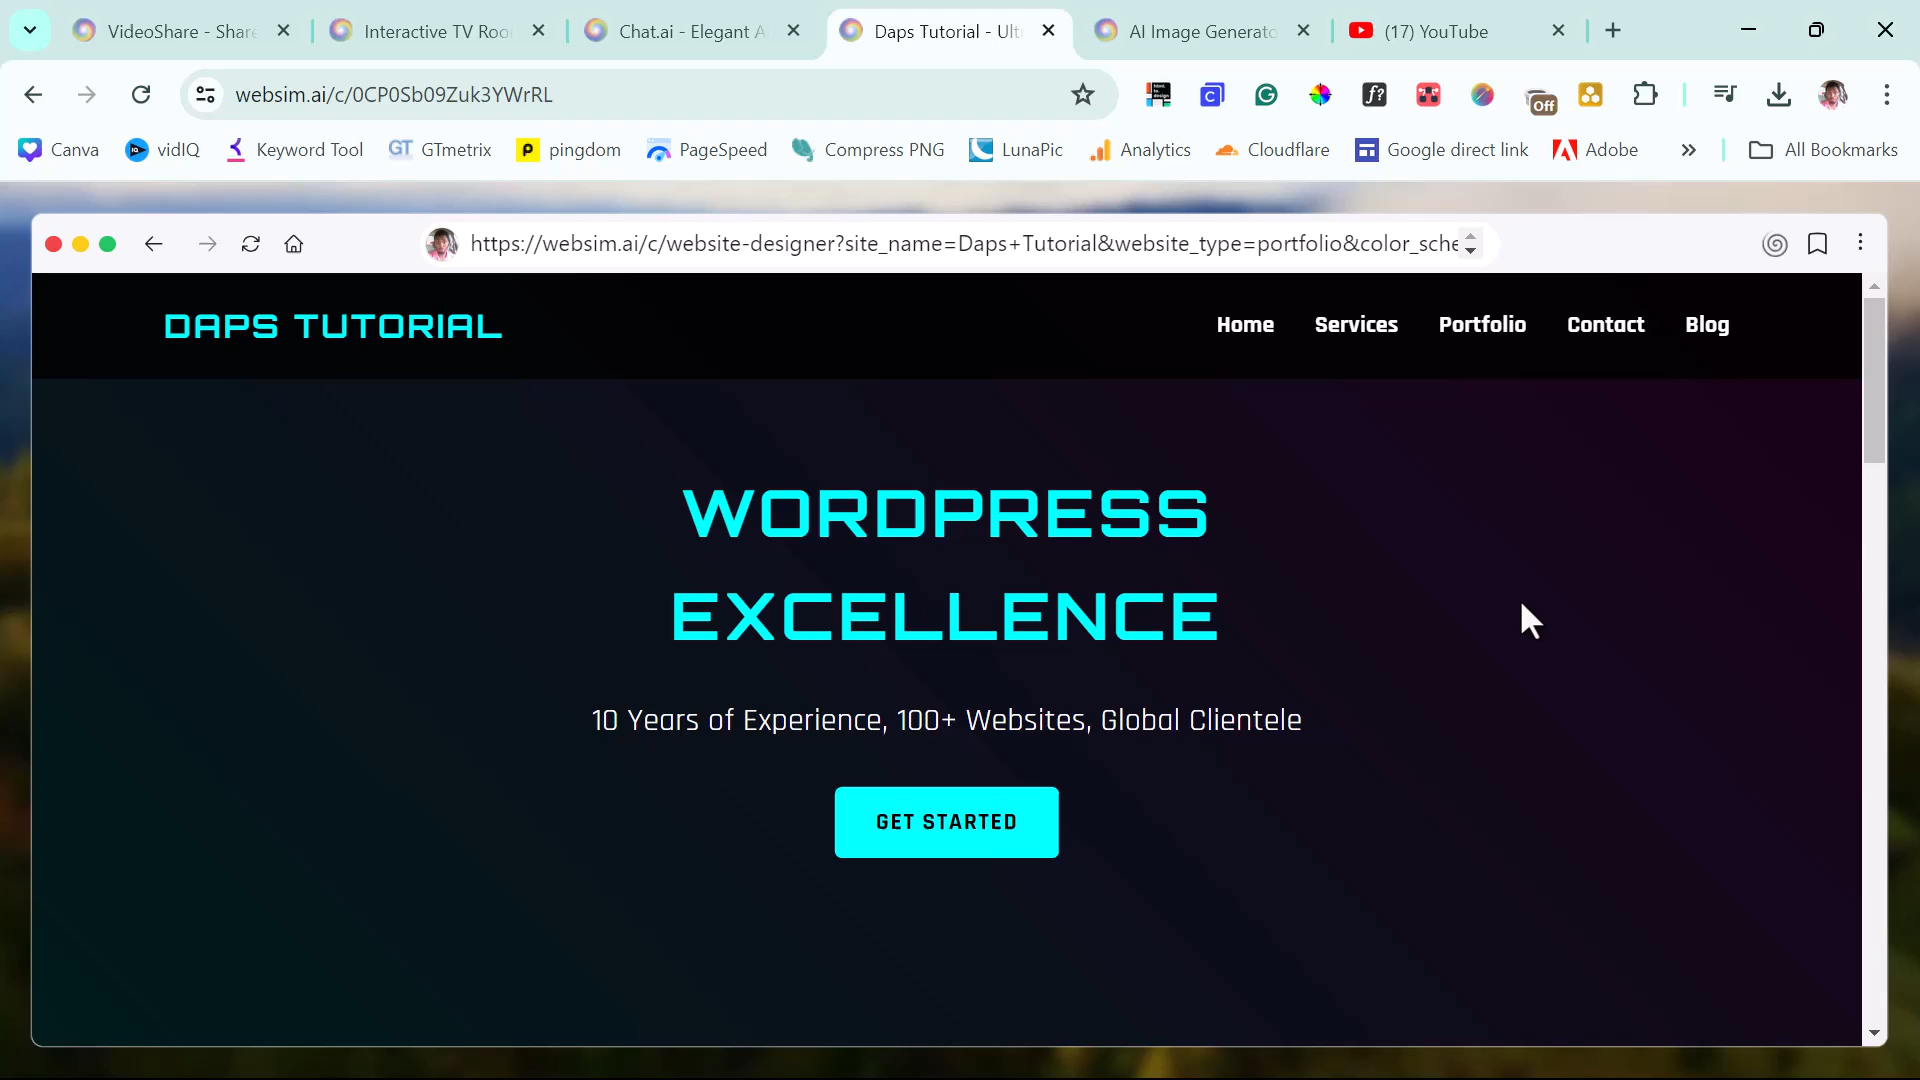 VideoShare - Share
Interactive TV Roo
Chat.ai - Elegant A
Daps Tutorial - Ult
AI Image Generato
(17) YouTube
websim.ai/c/0CP0Sb09Zuk3YWrRL
Off
Canva
vidIQ
Keyword Tool
GT GTmetrix
pingdom
PageSpeed
Compress PNG
LunaPic
Analytics
Cloudflare
Google direct link
Adobe
All Bookmarks
https://websim.ai/c/website-designer?site_name=Daps+Tutorial&website_type=portfolio&color_sche
DAPS TUTORIAL
Home
Services
Portfolio
Contact
Blog
WORDPRESS
EXCELLENCE
10 Years of Experience, 100+ Websites, Global Clientele
GET STARTED